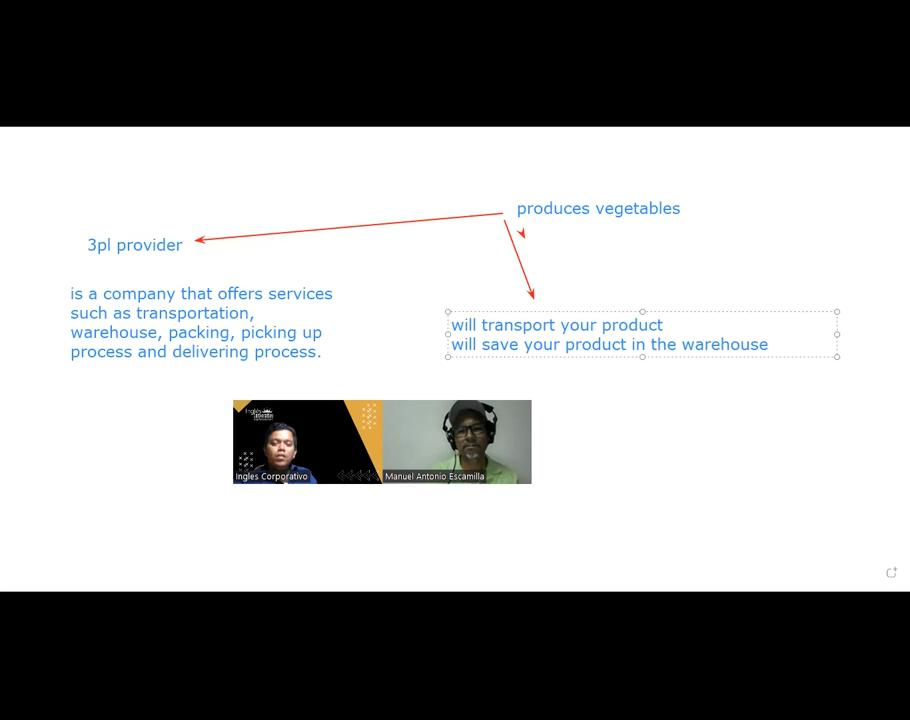 produces vegetables
3pl provider
is a company that offers services
such as transportation,
warehouse, packing, picking up
process and delivering process.
will transport your product
will save your product in the warehouse
Inglés
Ingles Corporativo
Manuel Antonio Escamilla